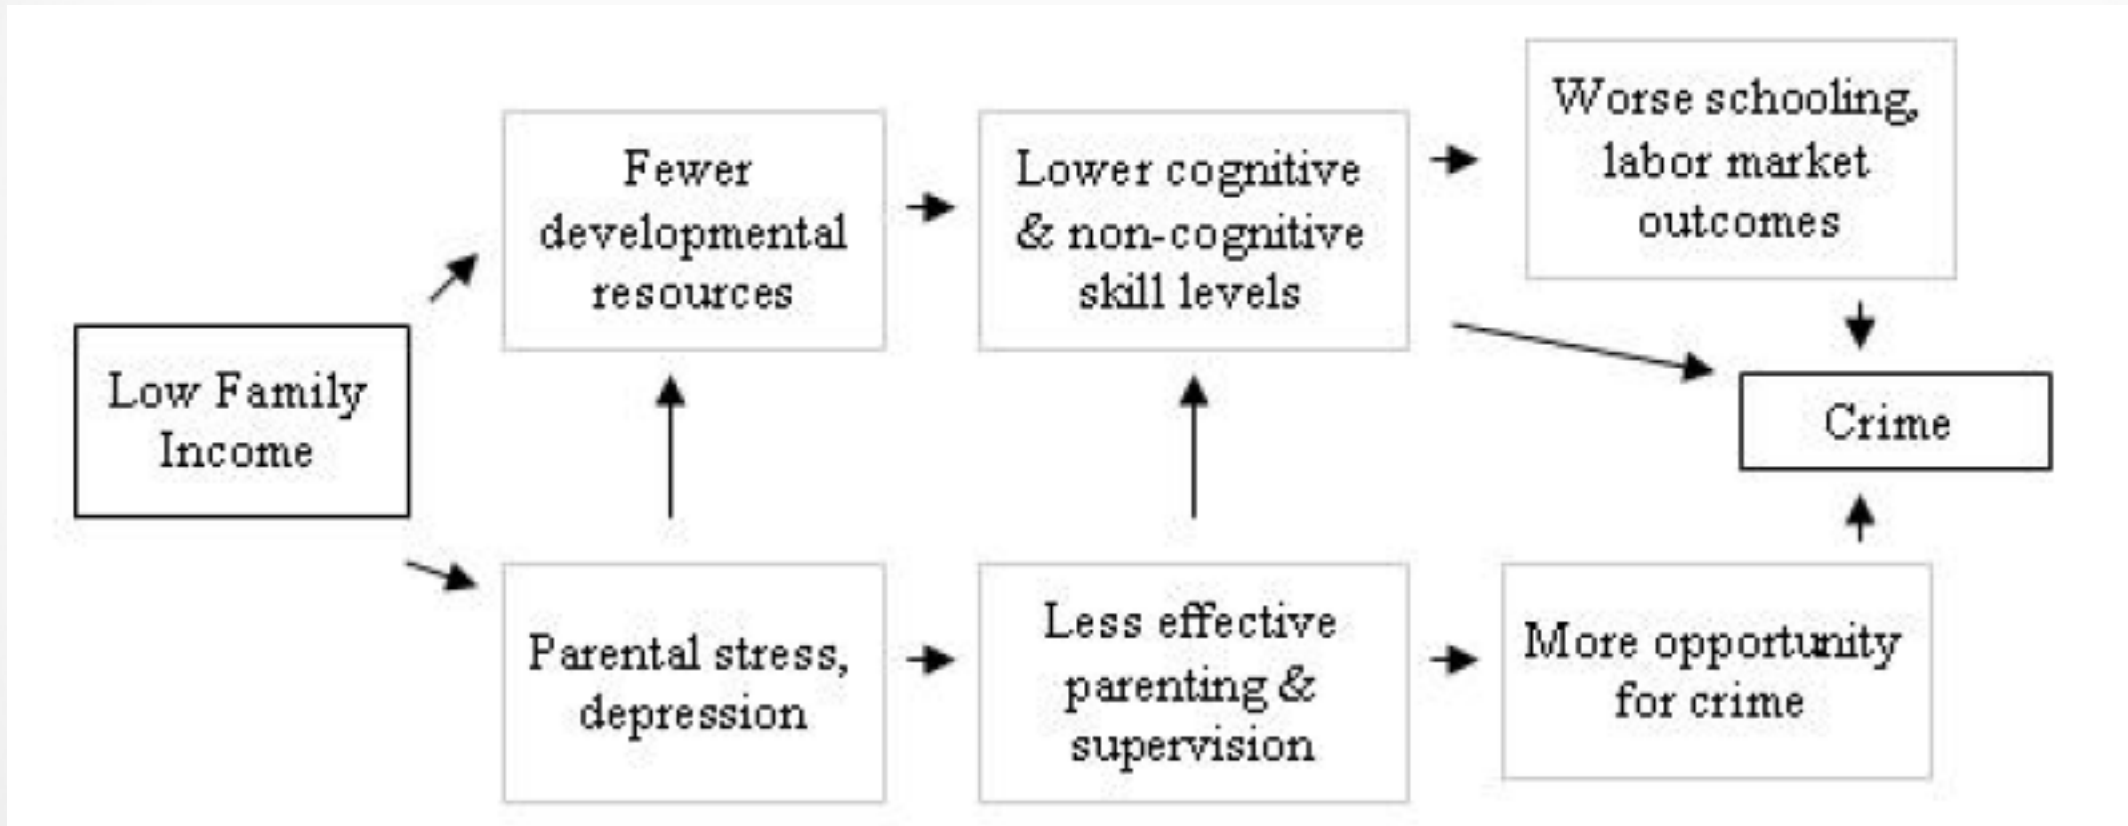 Low Family
Income
Fewer
developmental
resources
Lower cognitive
& non-cognitive
skill levels
Worse schooling,
labor market
outcomes
Crime
Parental stress,
depression
Less effective
parenting &
supervision
More opportunity
for crime